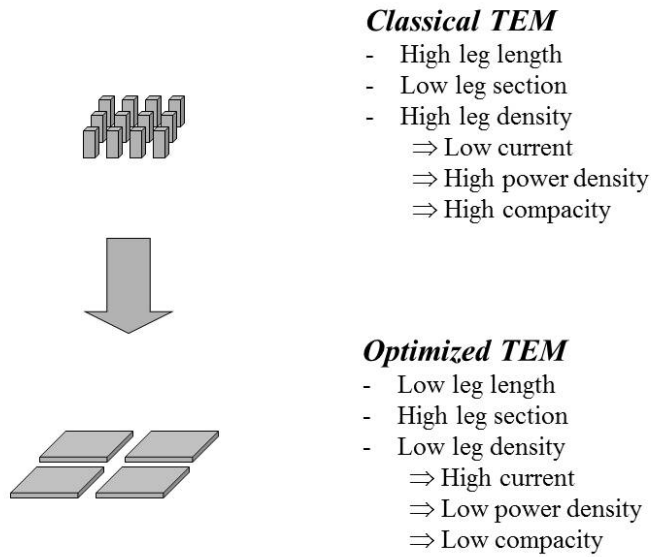 Classical TEM
- High leg length
- Low leg section
- High leg density
⇒ Low current
⇒ High power density
⇒ High compacity
Optimized TEM
- Low leg length
- High leg section
- Low leg density
⇒ High current
⇒ Low power density
⇒ Low compacity